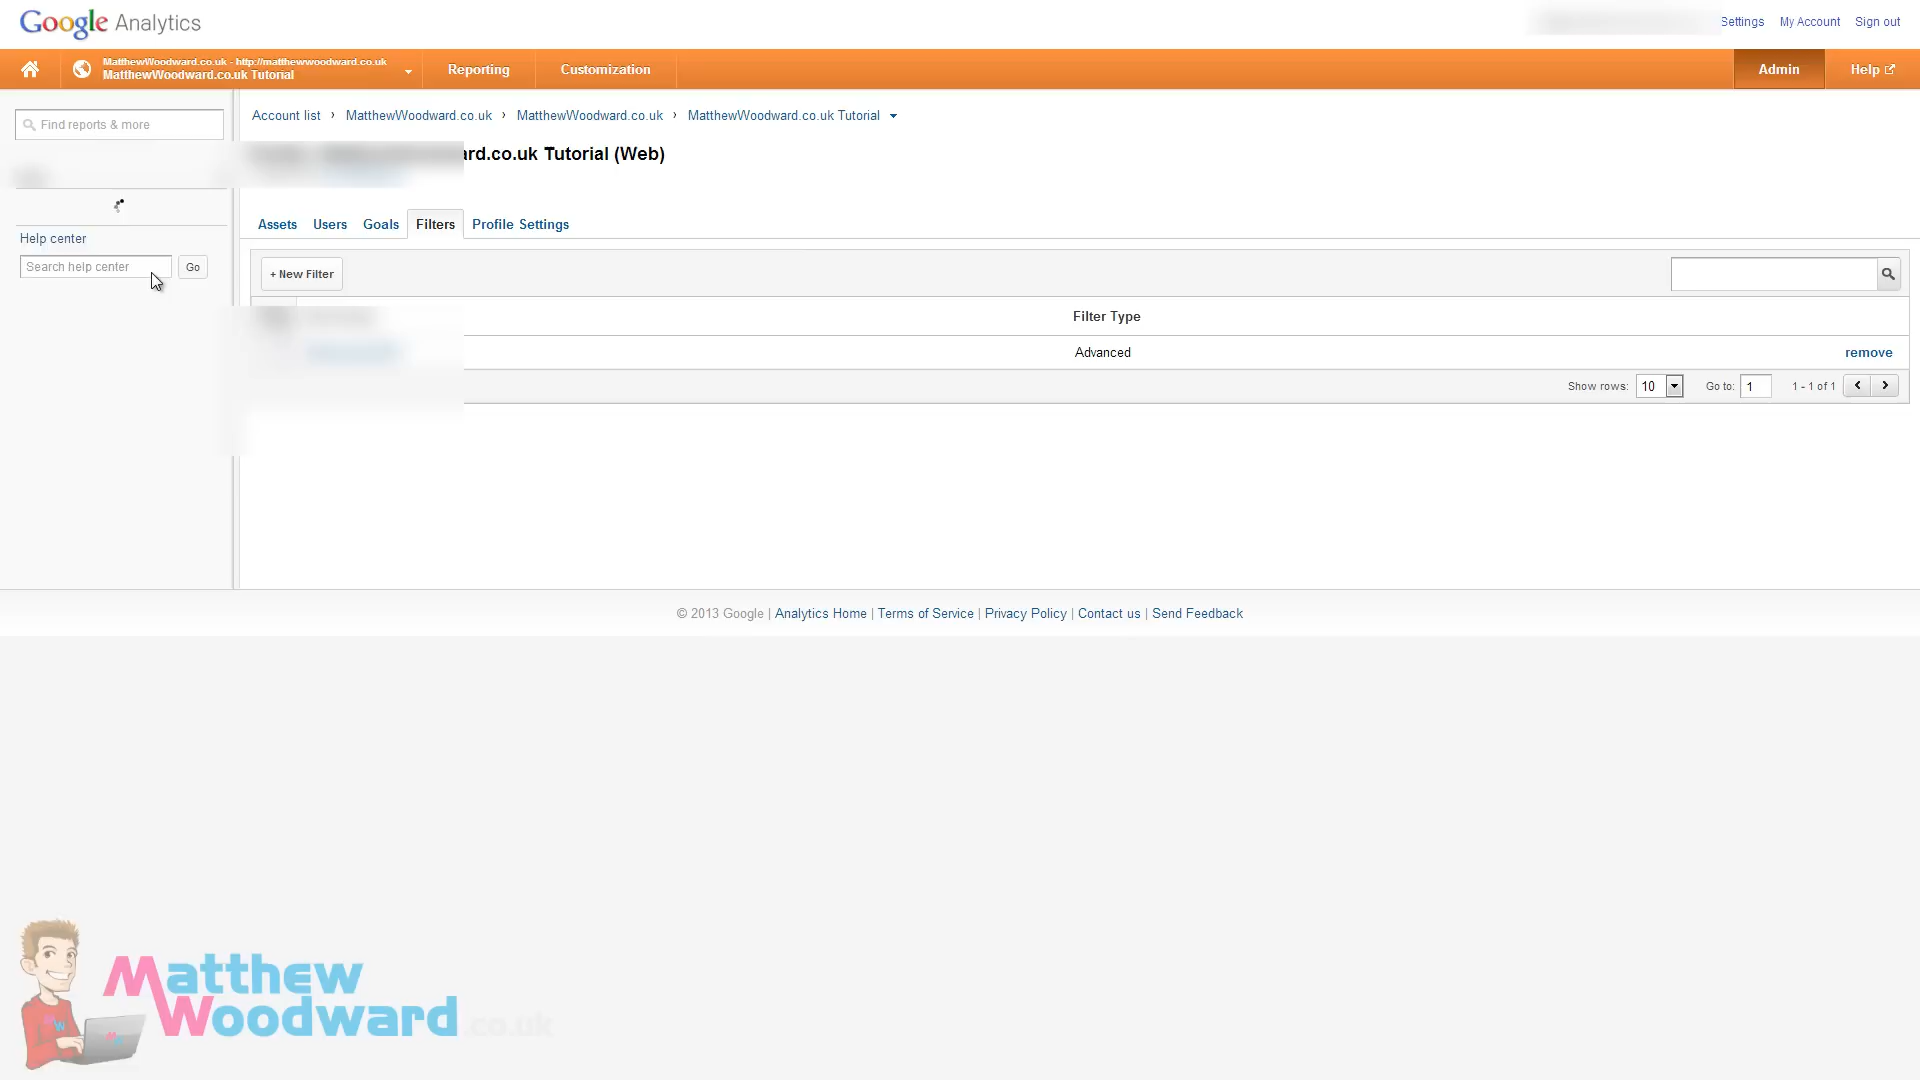 Google Analytics
Settings My Account Sign out
MatthewWoodward.co.uk - http://matthewwoodward.co.uk
MatthewWoodward.co.uk Tutorial
Reporting Customization Admin Help
Find reports & more
Account list › MatthewWoodward.co.uk › MatthewWoodward.co.uk › MatthewWoodward.co.uk Tutorial
Tutorial (Web)
Assets Users Goals Filters Profile Settings
Help center
Search help center Go
+ New Filter
Filter Type
Advanced remove
Show rows: 10 Go to: 1 1 - 1 of 1
© 2013 Google | Analytics Home | Terms of Service | Privacy Policy | Contact us | Send Feedback
Matthew
Woodward.co.uk